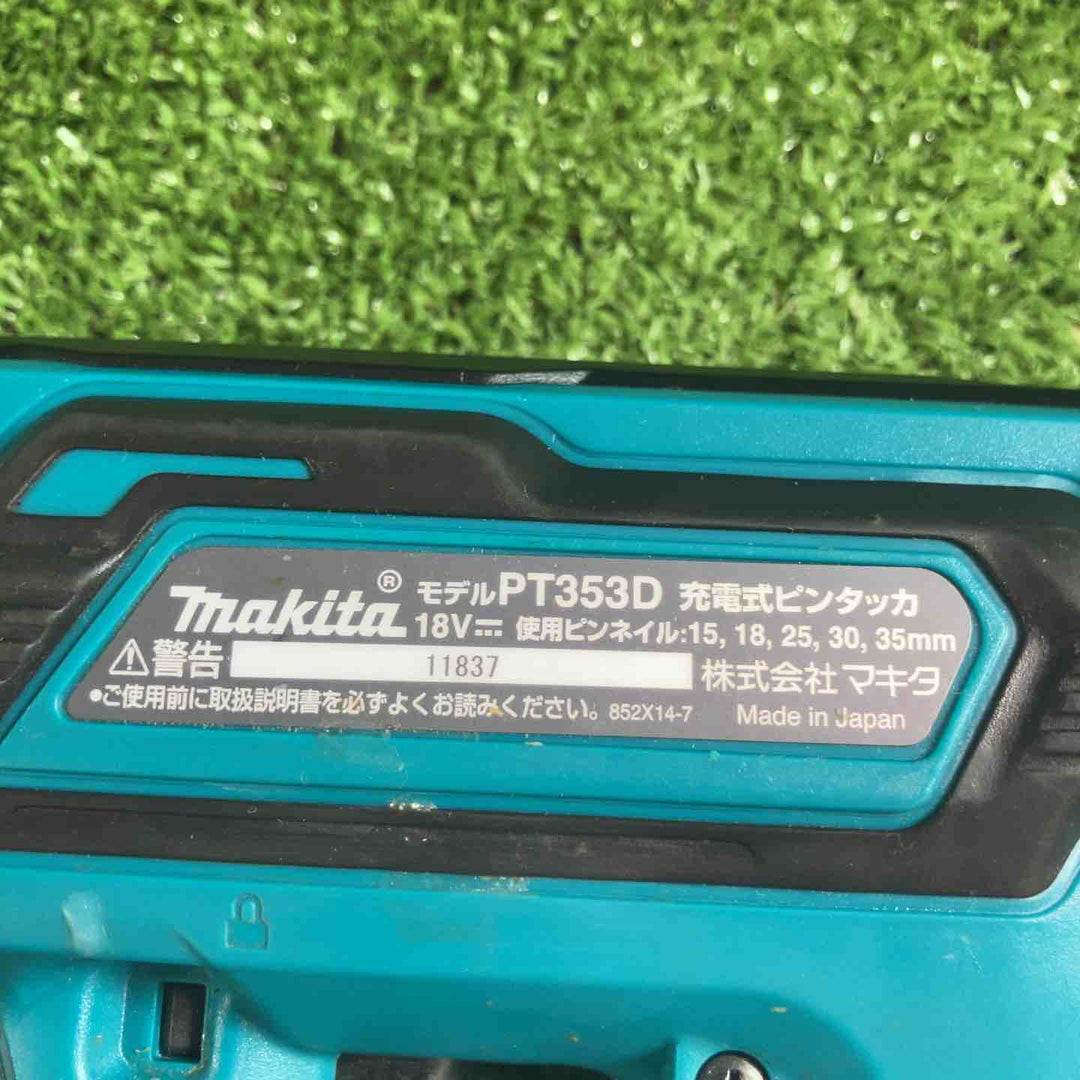 makita® モデルPT353D 充電式ピンタッカ
18V⎓ 使用ピンネイル:15, 18, 25, 30, 35mm
⚠警告 11837 株式会社マキタ
●ご使用前に取扱説明書を必ずよくお読みください。 852X14-7 Made in Japan